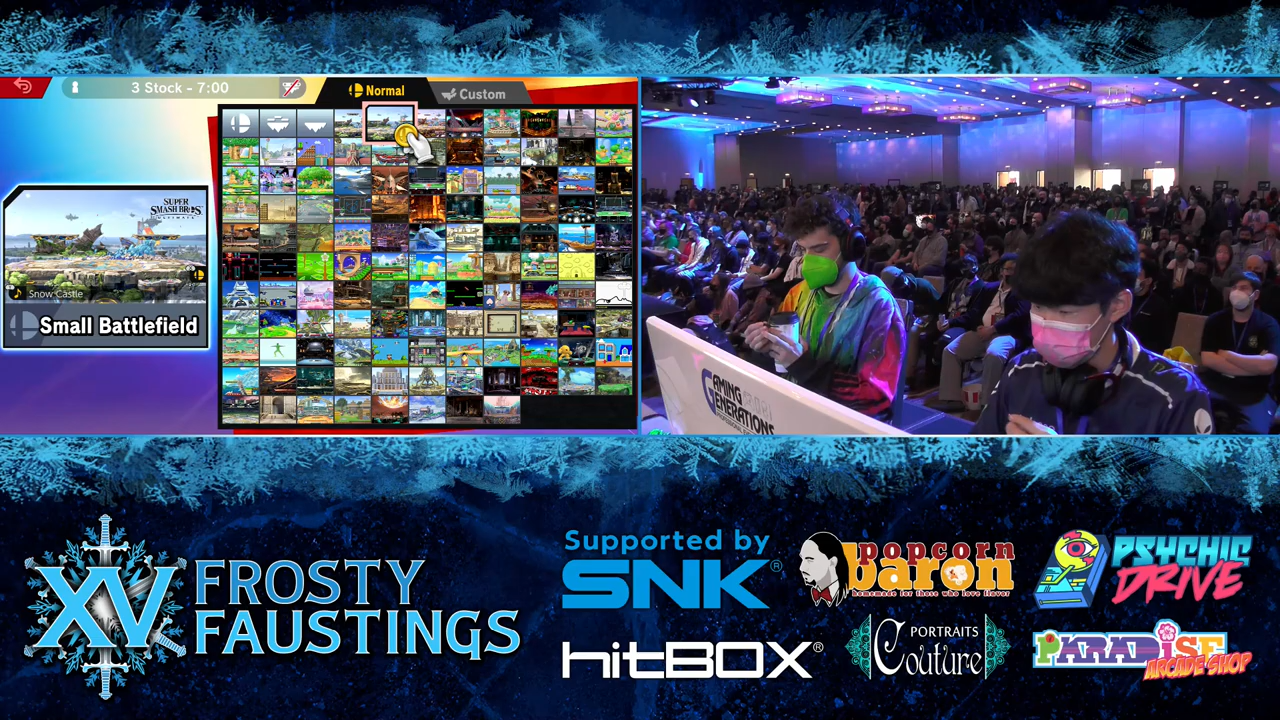 3 Stock - 7:00
Normal
Custom
SUPER
SMASH BROS.
ULTIMATE
Snow Castle
Small Battlefield
GAMING
GENERATIONS
XV FROSTY
FAUSTINGS
Supported by
SNK®
popcorn
baron
homemade for those who love flavor
PSYCHIC
DRIVE
hitBOX®
PORTRAITS
Couture
PARADISE
ARCADE SHOP